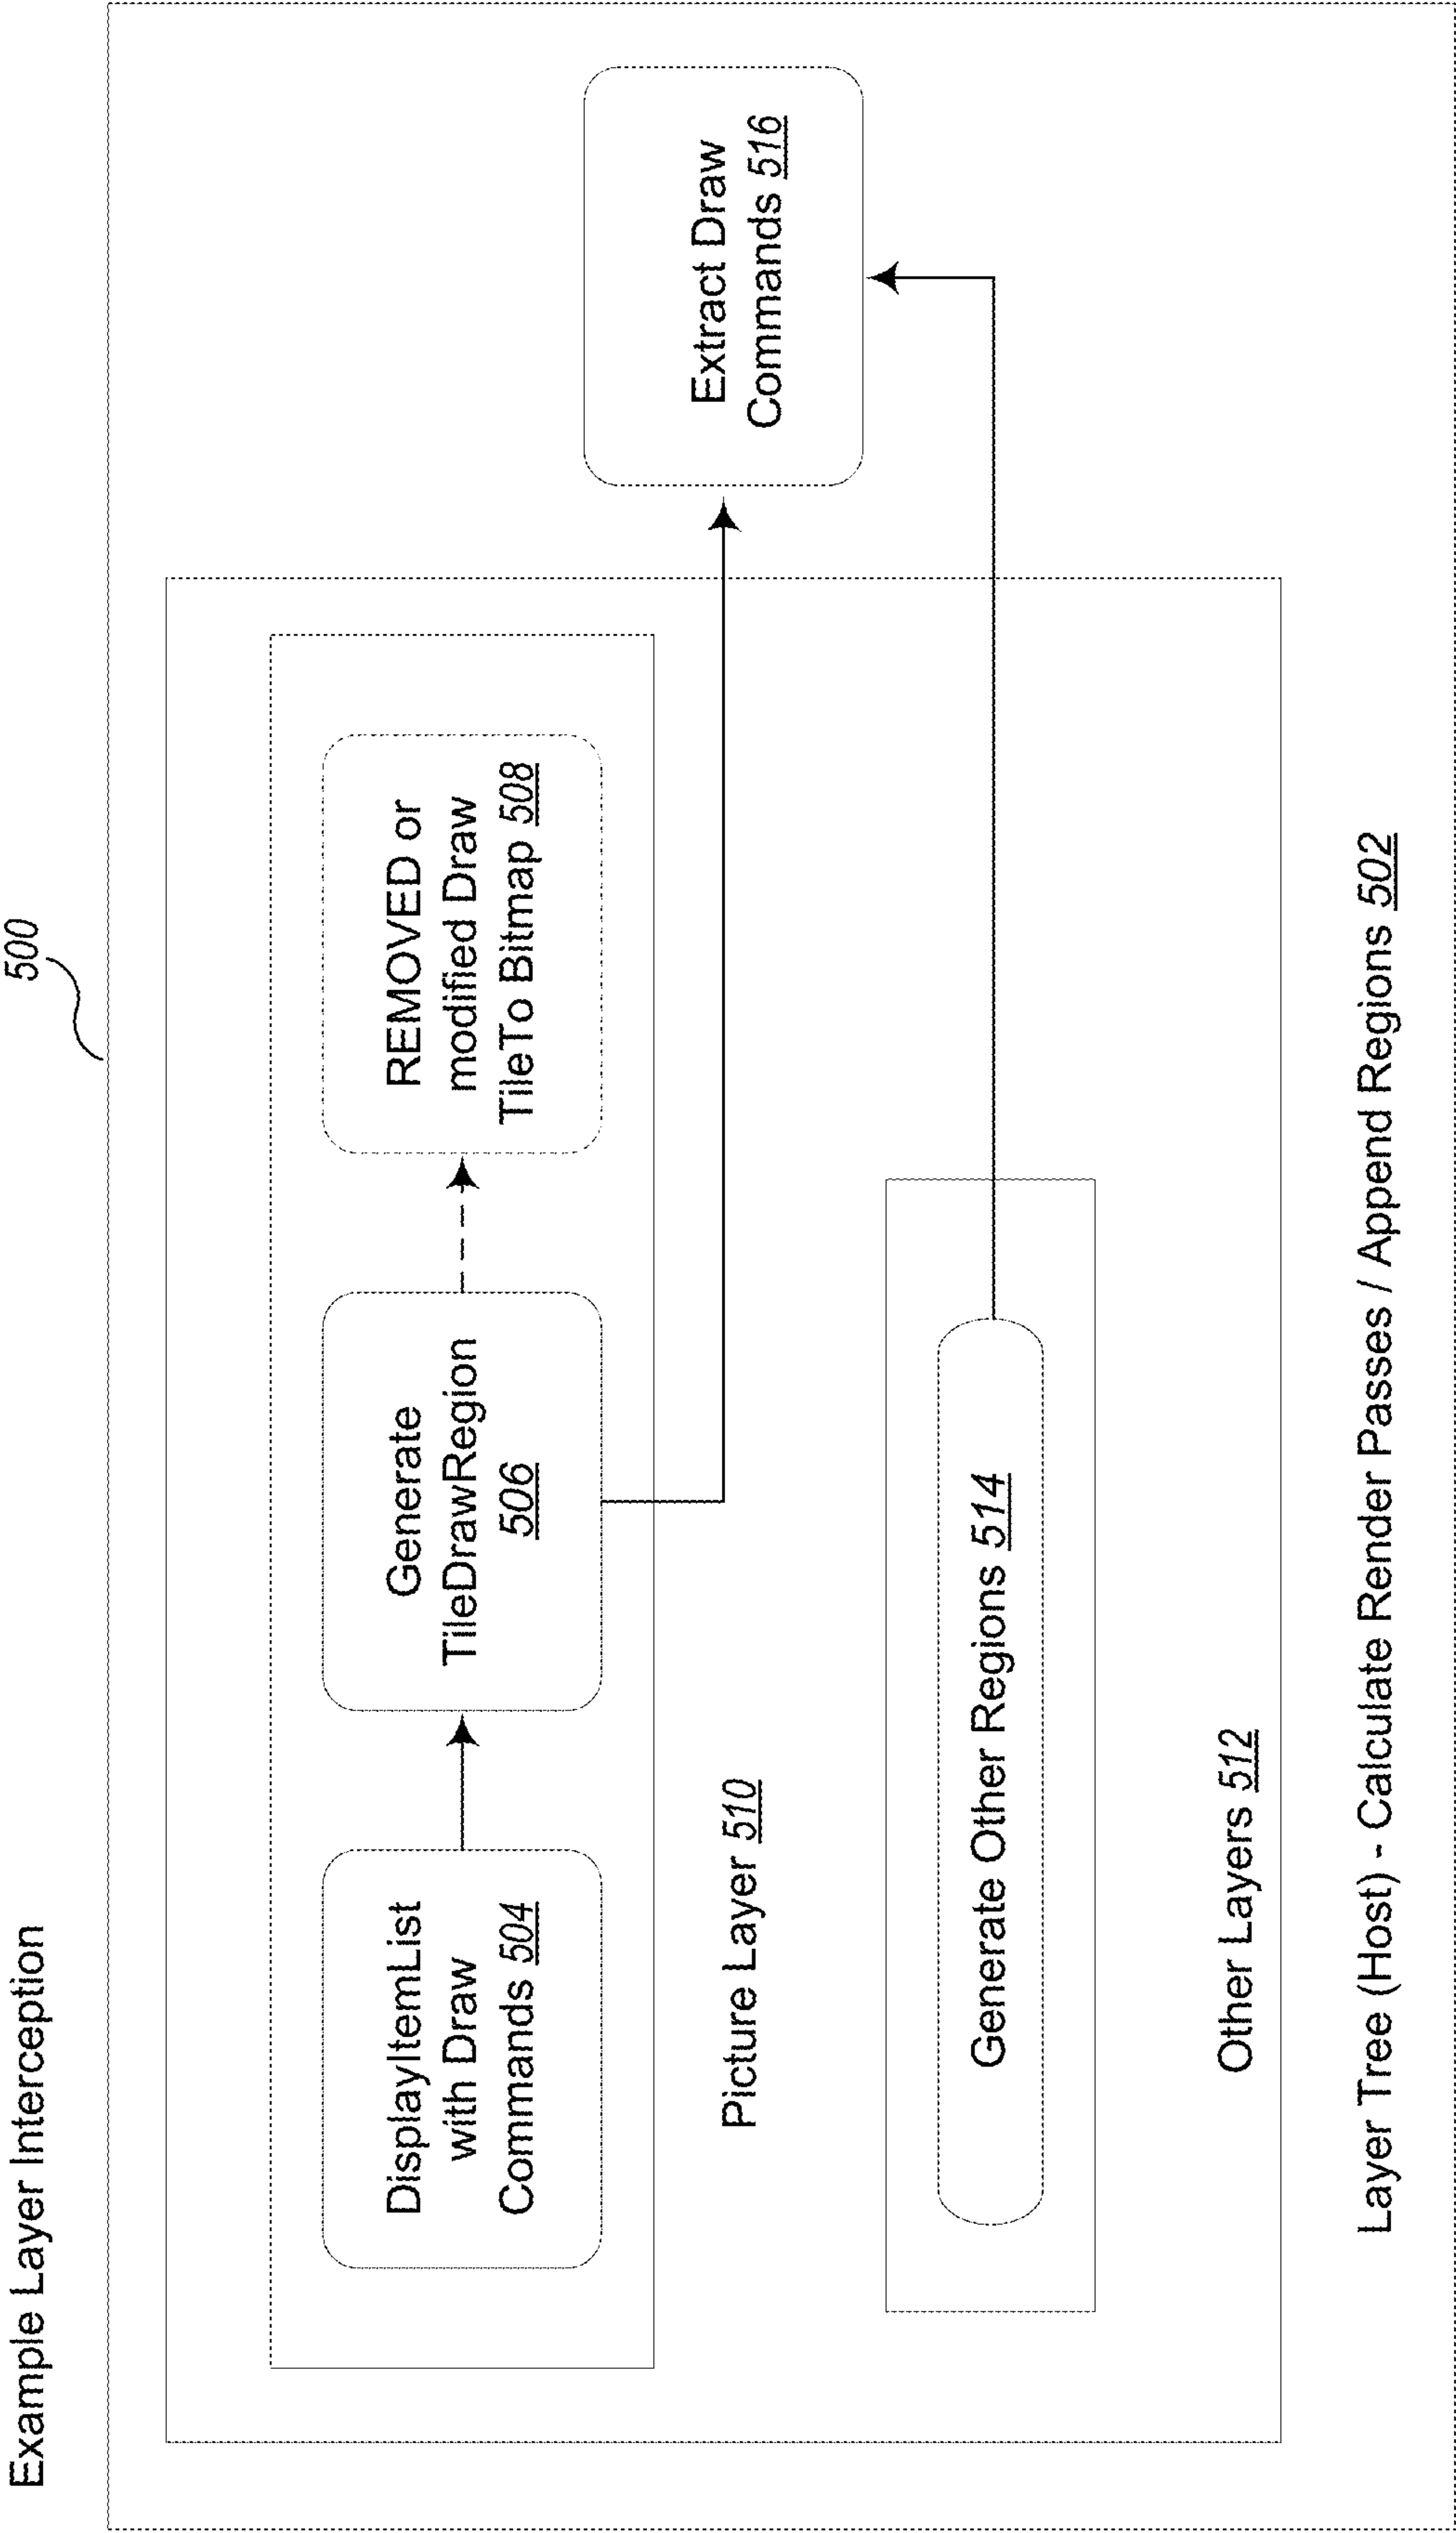 Example Layer Interception
500
DisplayItemList
with Draw
Commands 504
Generate
TileDrawRegion
506
REMOVED or
modified Draw
TileTo Bitmap 508
Extract Draw
Commands 516
Picture Layer 510
Generate Other Regions 514
Other Layers 512
Layer Tree (Host) - Calculate Render Passes / Append Regions 502